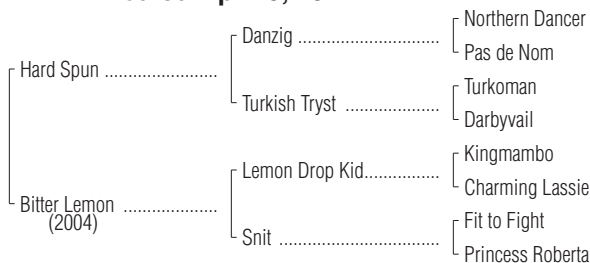 Northern Dancer
Danzig ................................
Pas de Nom
Hard Spun .........................
Turkoman
Turkish Tryst .....................
Darbyvail
Kingmambo
Lemon Drop Kid.................
Charming Lassie
Bitter Lemon .....................
(2004)
Fit to Fight
Snit ....................................
Princess Roberta